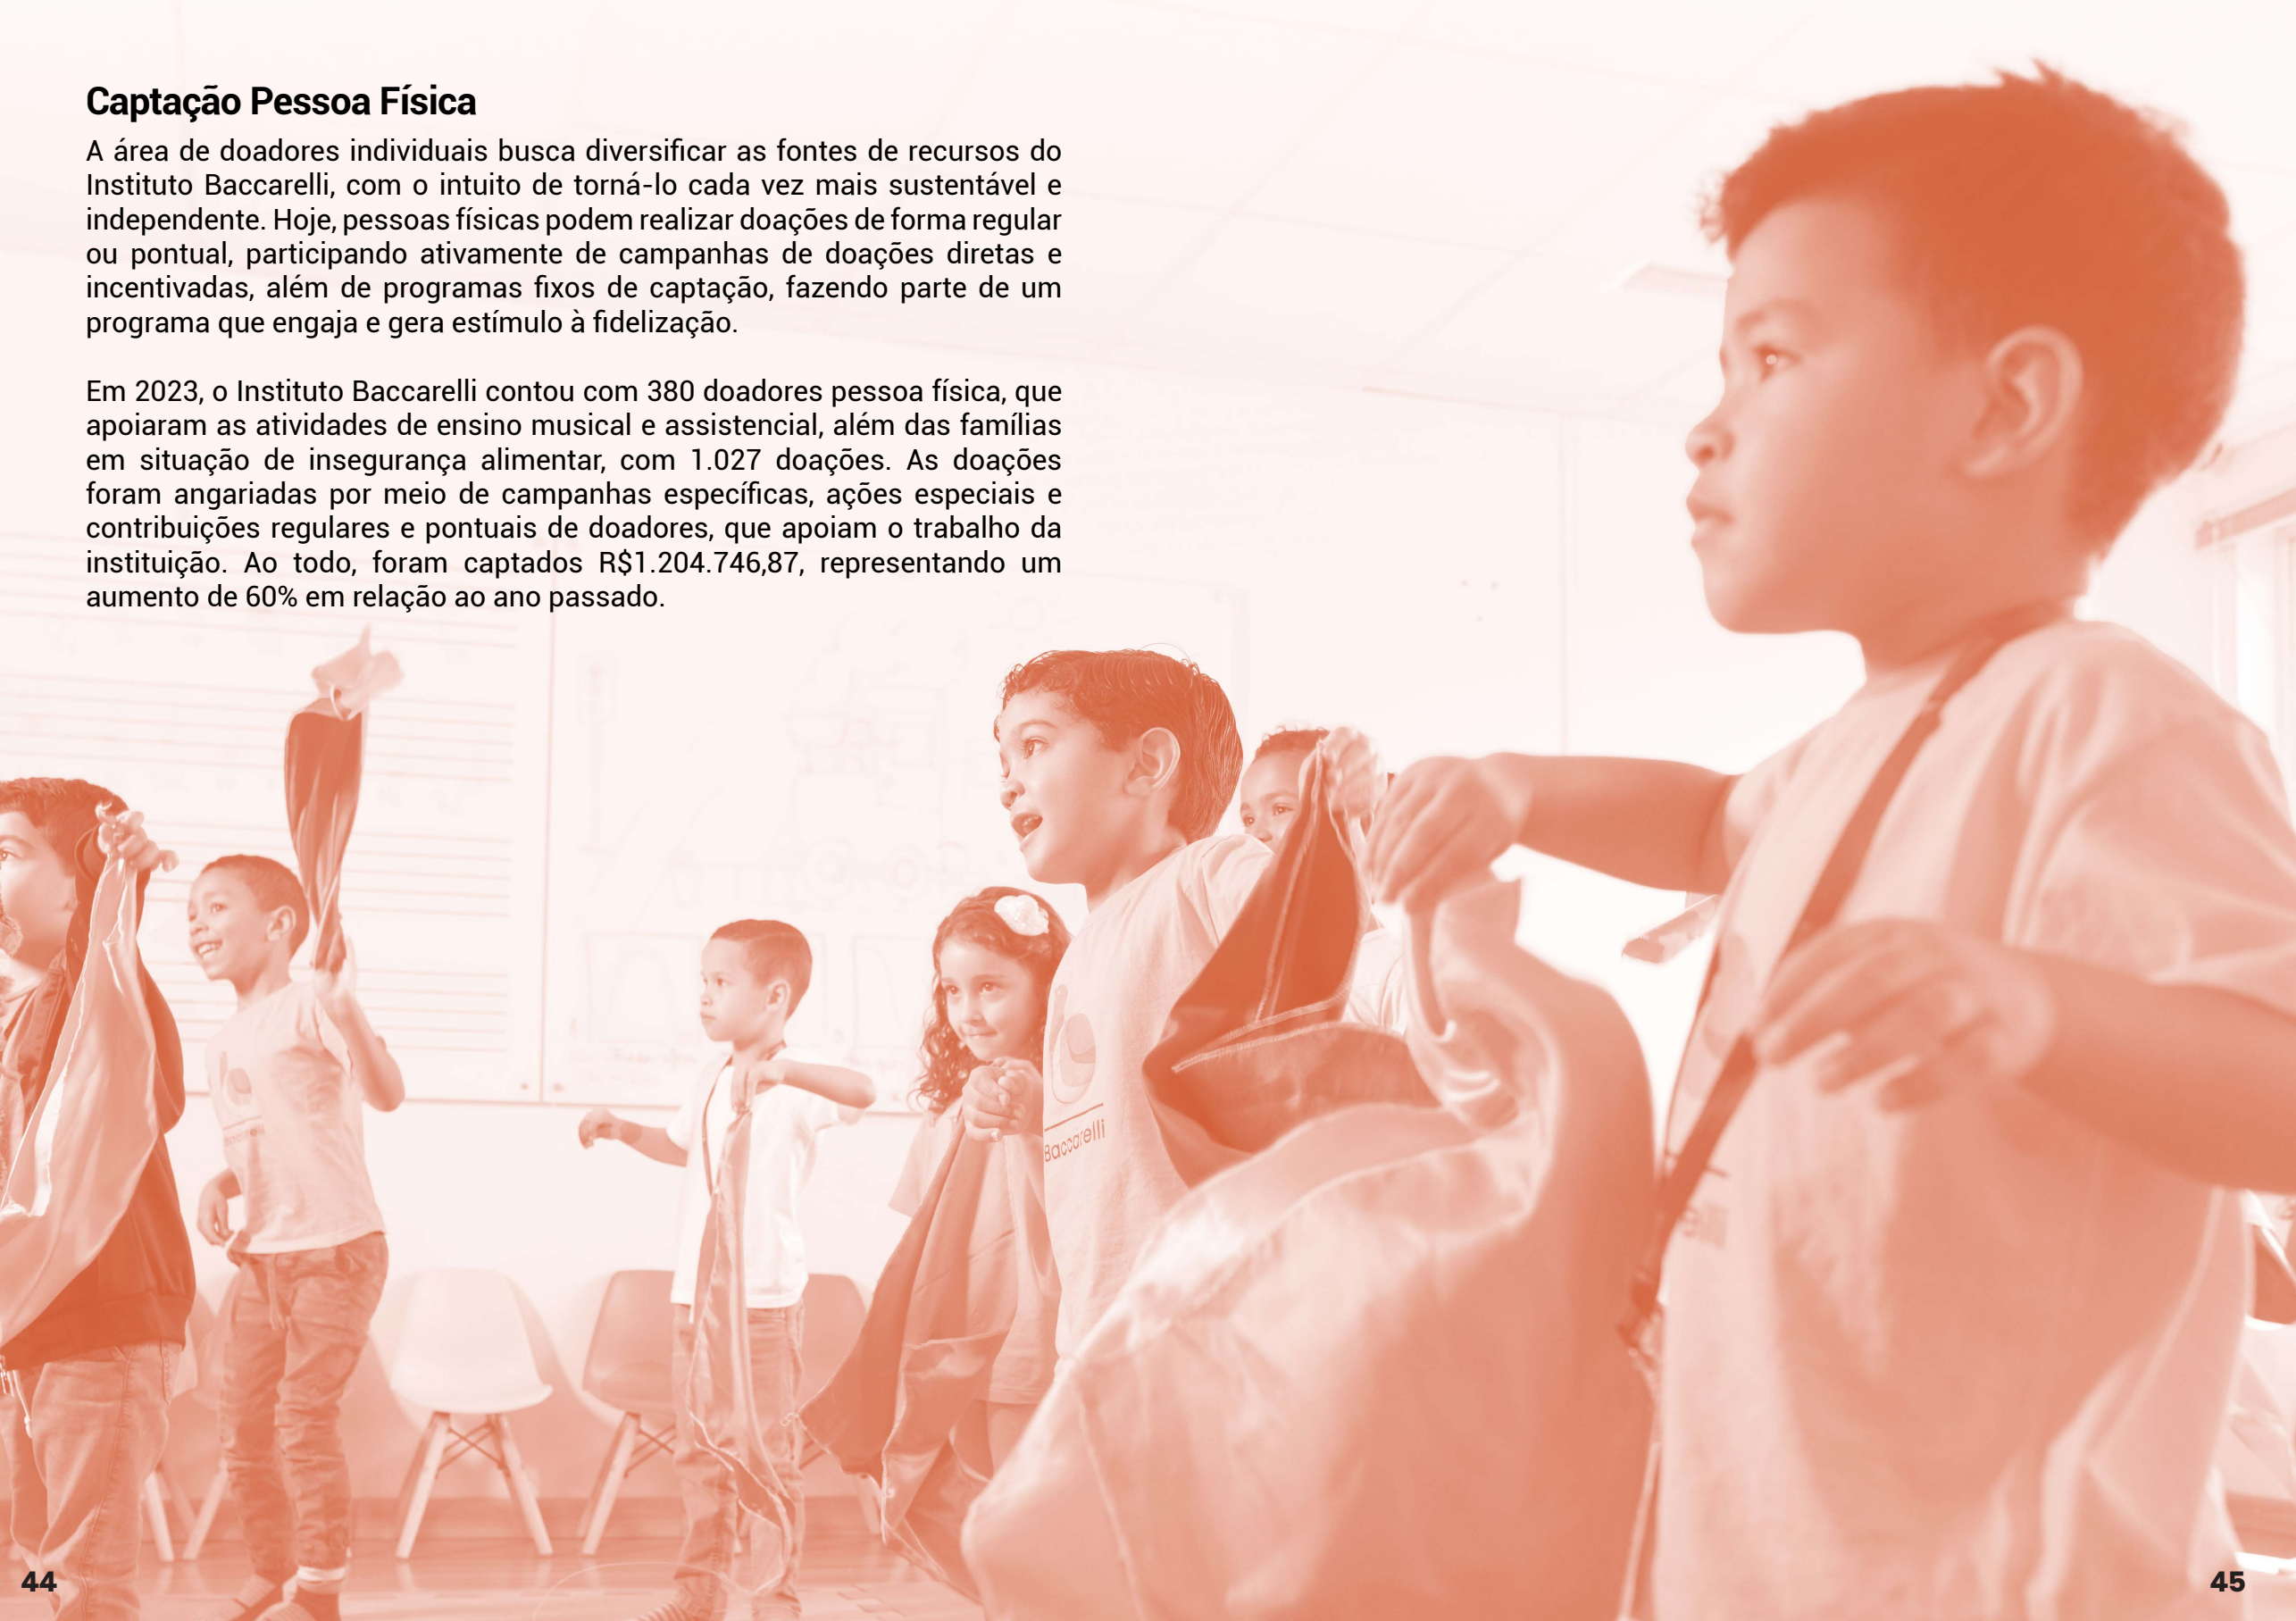 Captação Pessoa Física
A área de doadores individuais busca diversificar as fontes de recursos do
Instituto Baccarelli, com o intuito de torná-lo cada vez mais sustentável e
independente. Hoje, pessoas físicas podem realizar doações de forma regular
ou pontual, participando ativamente de campanhas de doações diretas e
incentivadas, além de programas fixos de captação, fazendo parte de um
programa que engaja e gera estímulo à fidelização.
Em 2023, o Instituto Baccarelli contou com 380 doadores pessoa física, que
apoiaram as atividades de ensino musical e assistencial, além das famílias
em situação de insegurança alimentar, com 1.027 doações. As doações
foram angariadas por meio de campanhas específicas, ações especiais e
contribuições regulares e pontuais de doadores, que apoiam o trabalho da
instituição. Ao todo, foram captados R$1.204.746,87, representando um
aumento de 60% em relação ao ano passado.
Baccarelli
Baccarelli
elli
44
45